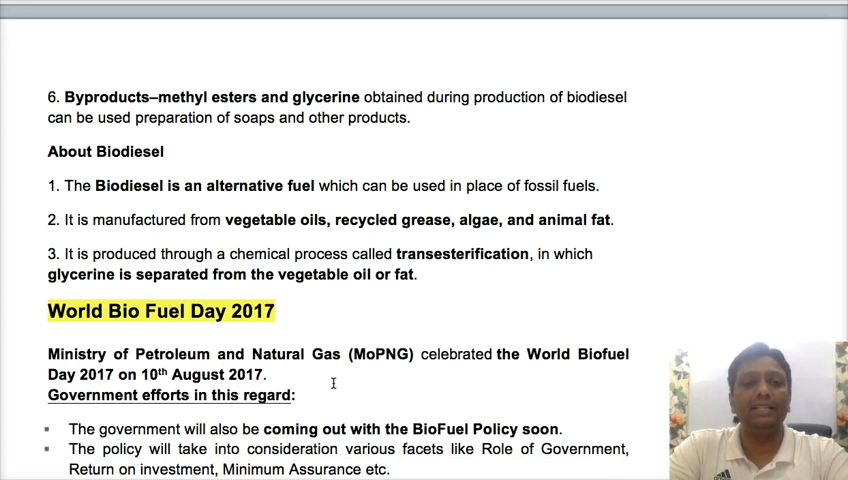 6. Byproducts–methyl esters and glycerine obtained during production of biodiesel
can be used preparation of soaps and other products.
About Biodiesel
1. The Biodiesel is an alternative fuel which can be used in place of fossil fuels.
2. It is manufactured from vegetable oils, recycled grease, algae, and animal fat.
3. It is produced through a chemical process called transesterification, in which
glycerine is separated from the vegetable oil or fat.
World Bio Fuel Day 2017
Ministry of Petroleum and Natural Gas (MoPNG) celebrated the World Biofuel
Day 2017 on 10th August 2017.
Government efforts in this regard:
▪ The government will also be coming out with the BioFuel Policy soon.
▪ The policy will take into consideration various facets like Role of Government,
Return on investment, Minimum Assurance etc.